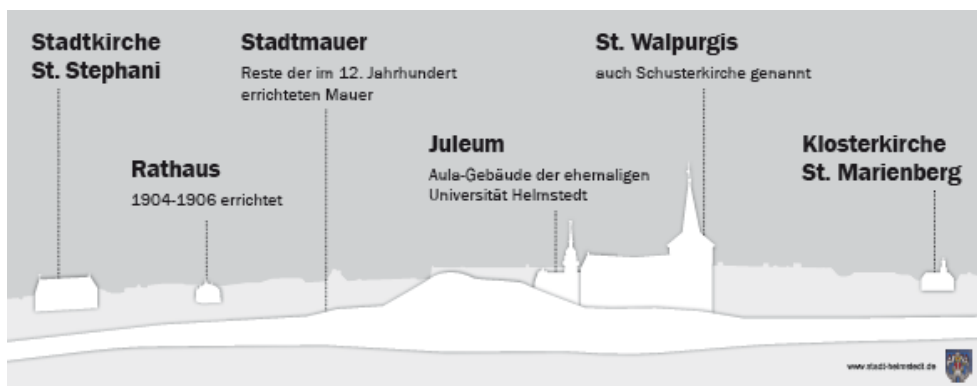 Stadtkirche
St. Stephani
Stadtmauer
Reste der im 12. Jahrhundert
errichteten Mauer
St. Walpurgis
auch Schusterkirche genannt
Rathaus
1904-1906 errichtet
Juleum
Aula-Gebäude der ehemaligen
Universität Helmstedt
Klosterkirche
St. Marienberg
www.stadt-helmstedt.de